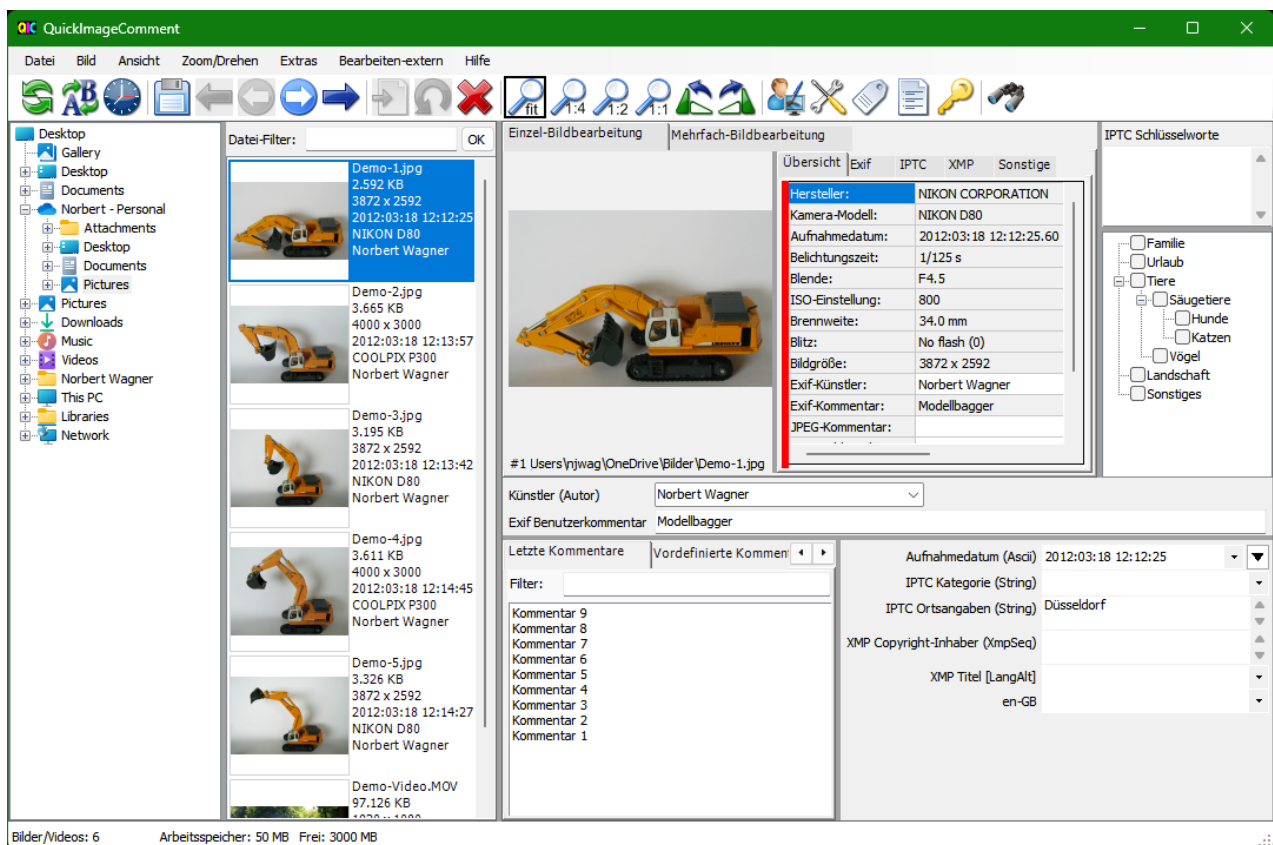 QIC QuickImageComment
Datei Bild Ansicht Zoom/Drehen Extras Bearbeiten-extern Hilfe
fit 1:4 1:2 1:1
Desktop
Gallery
Desktop
Documents
Norbert - Personal
Attachments
Desktop
Documents
Pictures
Pictures
Downloads
Music
Videos
Norbert Wagner
This PC
Libraries
Network
Datei-Filter: OK
Demo-1.jpg
2.592 KB
3872 x 2592
2012:03:18 12:12:25
NIKON D80
Norbert Wagner
Demo-2.jpg
3.665 KB
4000 x 3000
2012:03:18 12:13:57
COOLPIX P300
Norbert Wagner
Demo-3.jpg
3.195 KB
3872 x 2592
2012:03:18 12:13:42
NIKON D80
Norbert Wagner
Demo-4.jpg
3.611 KB
4000 x 3000
2012:03:18 12:14:45
COOLPIX P300
Norbert Wagner
Demo-5.jpg
3.326 KB
3872 x 2592
2012:03:18 12:14:27
NIKON D80
Norbert Wagner
Demo-Video.MOV
97.126 KB
Einzel-Bildbearbeitung Mehrfach-Bildbearbeitung
#1 Users\njwag\OneDrive\Bilder\Demo-1.jpg
Übersicht Exif IPTC XMP Sonstige
Hersteller: NIKON CORPORATION
Kamera-Modell: NIKON D80
Aufnahmedatum: 2012:03:18 12:12:25.60
Belichtungszeit: 1/125 s
Blende: F4.5
ISO-Einstellung: 800
Brennweite: 34.0 mm
Blitz: No flash (0)
Bildgröße: 3872 x 2592
Exif-Künstler: Norbert Wagner
Exif-Kommentar: Modellbagger
JPEG-Kommentar:
IPTC Schlüsselworte
Familie
Urlaub
Tiere
Säugetiere
Hunde
Katzen
Vögel
Landschaft
Sonstiges
Künstler (Autor) Norbert Wagner
Exif Benutzerkommentar Modellbagger
Letzte Kommentare Vordefinierte Kommen
Filter:
Kommentar 9
Kommentar 8
Kommentar 7
Kommentar 6
Kommentar 5
Kommentar 4
Kommentar 3
Kommentar 2
Kommentar 1
Aufnahmedatum (Ascii) 2012:03:18 12:12:25
IPTC Kategorie (String)
IPTC Ortsangaben (String) Düsseldorf
XMP Copyright-Inhaber (XmpSeq)
XMP Titel [LangAlt]
en-GB
Bilder/Videos: 6 Arbeitsspeicher: 50 MB Frei: 3000 MB